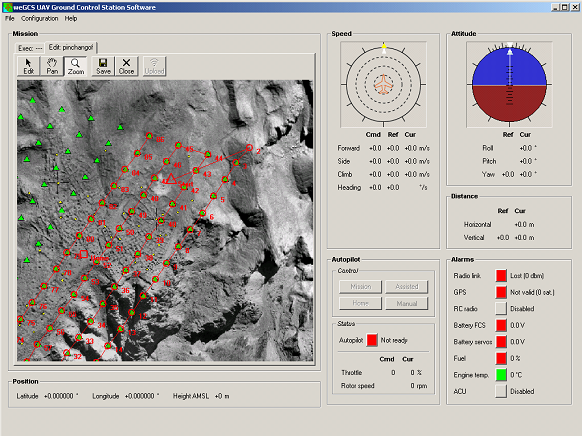 weGCS UAV Ground Control Station Software
File Configuration Help
Mission
Exec: --- Edit: pinchango!
Edit Pan Zoom Save Close Upload
Position
Latitude +0.000000 ° Longitude +0.000000 ° Height AMSL +0 m
Speed
Cmd Ref Cur
Forward +0.0 +0.0 +0.0 m/s
Side +0.0 +0.0 +0.0 m/s
Climb +0.0 +0.0 +0.0 m/s
Heading +0.0 +0.0 °/s
Attitude
Ref Cur
Roll +0.0 °
Pitch +0.0 °
Yaw +0.0 +0.0 °
Distance
Ref Cur
Horizontal +0.0 m
Vertical +0.0 +0.0 m
Autopilot
Control
Mission Assisted
Home Manual
Status
Autopilot Not ready
Cmd Cur
Throttle 0 0 %
Rotor speed 0 rpm
Alarms
Radio link Lost (0 dbm)
GPS Not valid (0 sat.)
RC radio Disabled
Battery FCS 0.0 V
Battery servos 0.0 V
Fuel 0 %
Engine temp. 0 °C
ACU Disabled